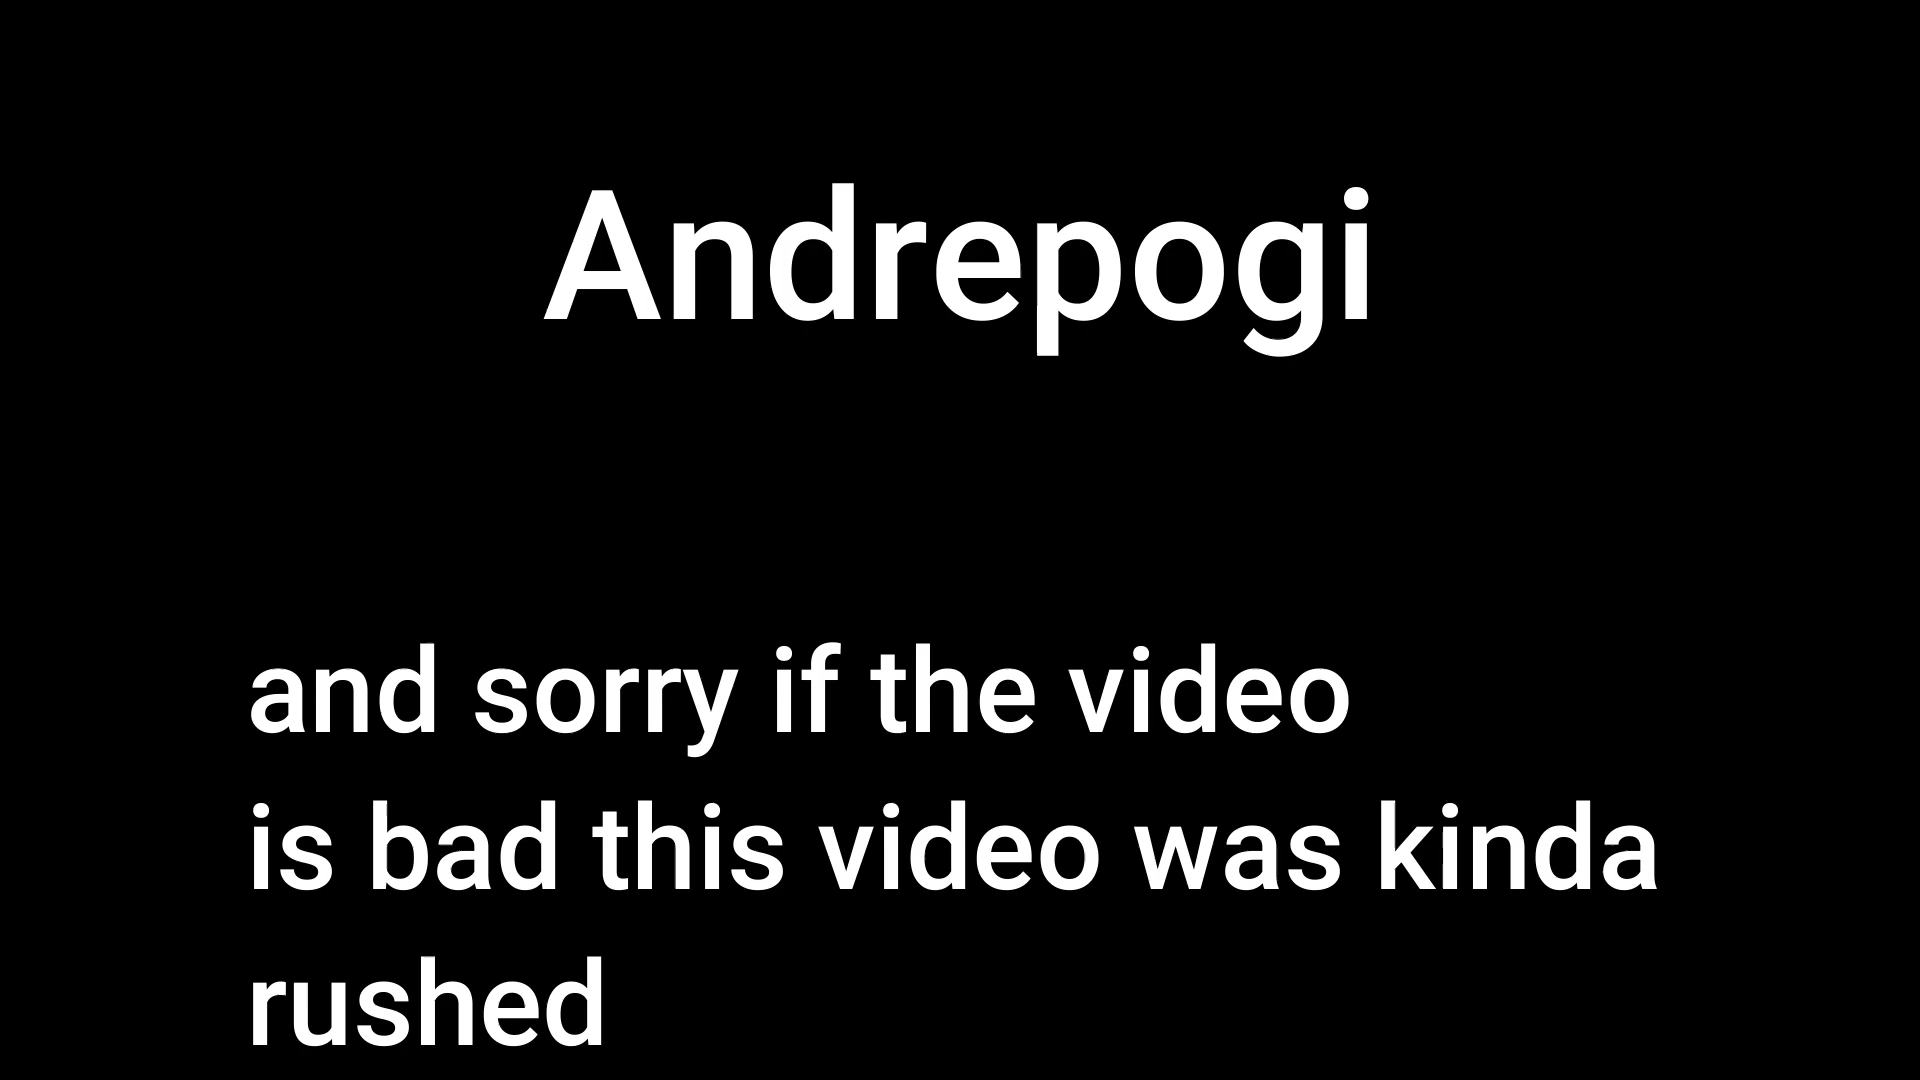 Andrepogi
and sorry if the video
is bad this video was kinda
rushed